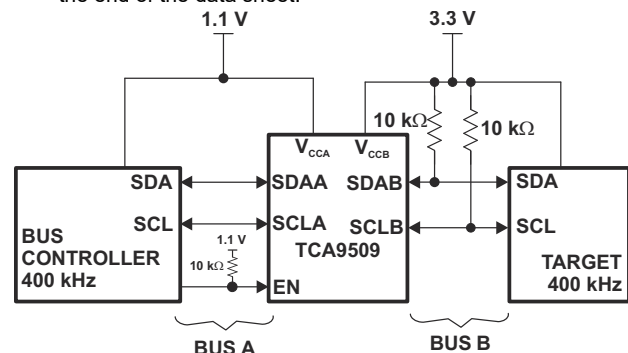 the end of the data sheet.
1.1 V
3.3 V
10 kΩ
10 kΩ
VCCA
VCCB
SDA
SDAA
SDAB
SDA
SCL
SCLA
SCLB
SCL
BUS
CONTROLLER
400 kHz
1.1 V
10 kΩ
TCA9509
EN
TARGET
400 kHz
BUS A
BUS B